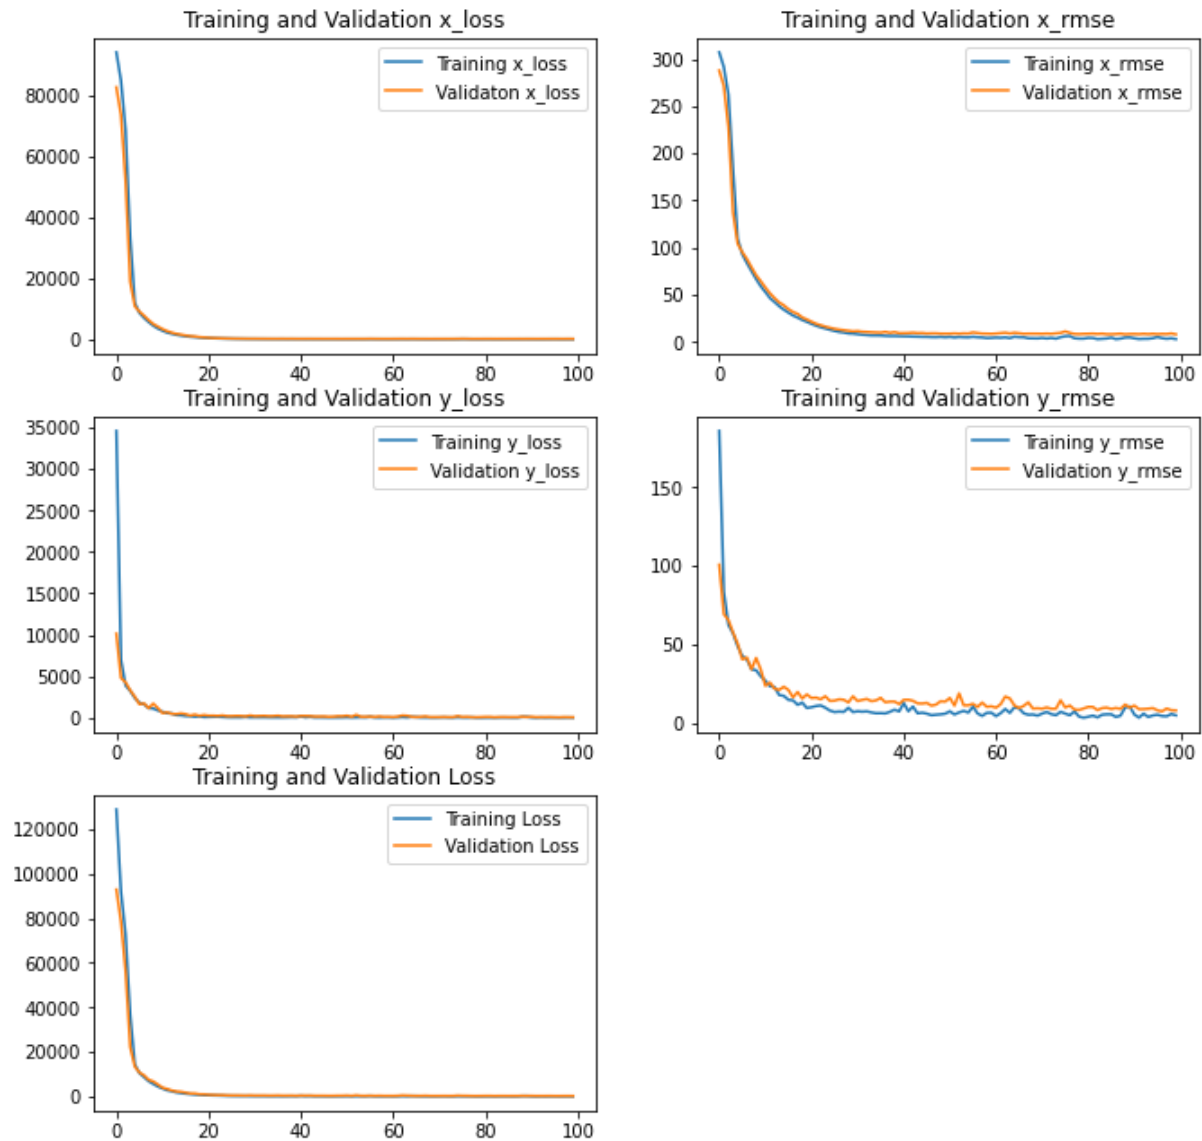 Training and Validation x_loss
Training x_loss
Validaton x_loss
80000
60000
40000
20000
0
0 20 40 60 80 100
Training and Validation x_rmse
Training x_rmse
Validation x_rmse
300
250
200
150
100
50
0
0 20 40 60 80 100
Training and Validation y_loss
Training y_loss
Validation y_loss
35000
30000
25000
20000
15000
10000
5000
0
0 20 40 60 80 100
Training and Validation y_rmse
Training y_rmse
Validation y_rmse
150
100
50
0
0 20 40 60 80 100
Training and Validation Loss
Training Loss
Validation Loss
120000
100000
80000
60000
40000
20000
0
0 20 40 60 80 100